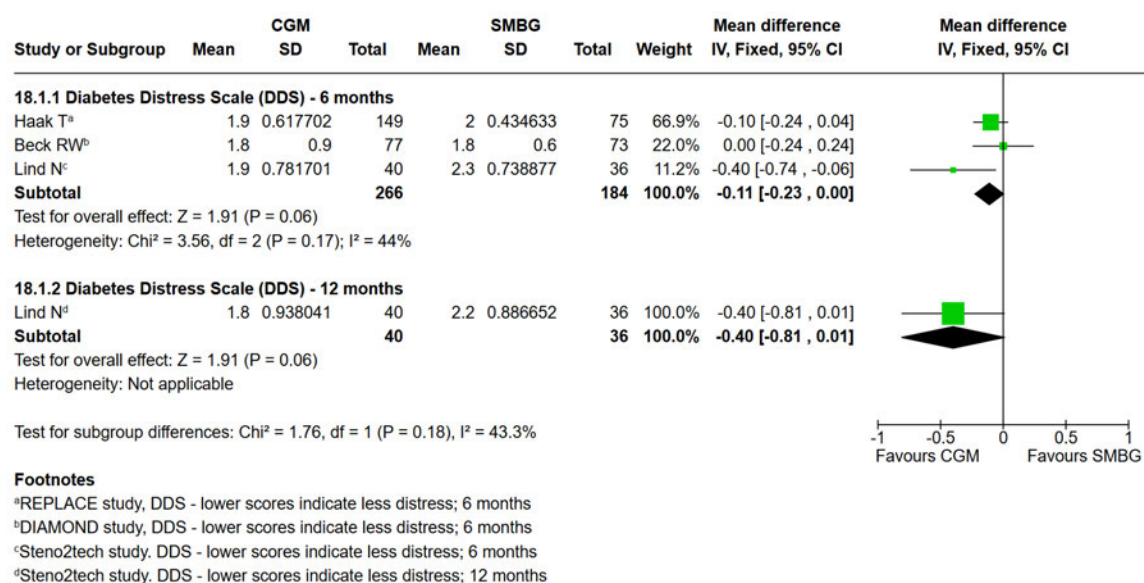 CGM SMBG Mean difference Mean difference
Study or Subgroup Mean SD Total Mean SD Total Weight IV, Fixed, 95% CI IV, Fixed, 95% CI
18.1.1 Diabetes Distress Scale (DDS) - 6 months
Haak Tᵃ 1.9 0.617702 149 2 0.434633 75 66.9% -0.10 [-0.24 , 0.04]
Beck RWᵇ 1.8 0.9 77 1.8 0.6 73 22.0% 0.00 [-0.24 , 0.24]
Lind Nᶜ 1.9 0.781701 40 2.3 0.738877 36 11.2% -0.40 [-0.74 , -0.06]
Subtotal 266 184 100.0% -0.11 [-0.23 , 0.00]
Test for overall effect: Z = 1.91 (P = 0.06)
Heterogeneity: Chi² = 3.56, df = 2 (P = 0.17); I² = 44%
18.1.2 Diabetes Distress Scale (DDS) - 12 months
Lind Nᵈ 1.8 0.938041 40 2.2 0.886652 36 100.0% -0.40 [-0.81 , 0.01]
Subtotal 40 36 100.0% -0.40 [-0.81 , 0.01]
Test for overall effect: Z = 1.91 (P = 0.06)
Heterogeneity: Not applicable
Test for subgroup differences: Chi² = 1.76, df = 1 (P = 0.18), I² = 43.3%
-1 -0.5 0 0.5 1
Favours CGM Favours SMBG
Footnotes
ᵃREPLACE study, DDS - lower scores indicate less distress; 6 months
ᵇDIAMOND study, DDS - lower scores indicate less distress; 6 months
ᶜSteno2tech study. DDS - lower scores indicate less distress; 6 months
ᵈSteno2tech study. DDS - lower scores indicate less distress; 12 months